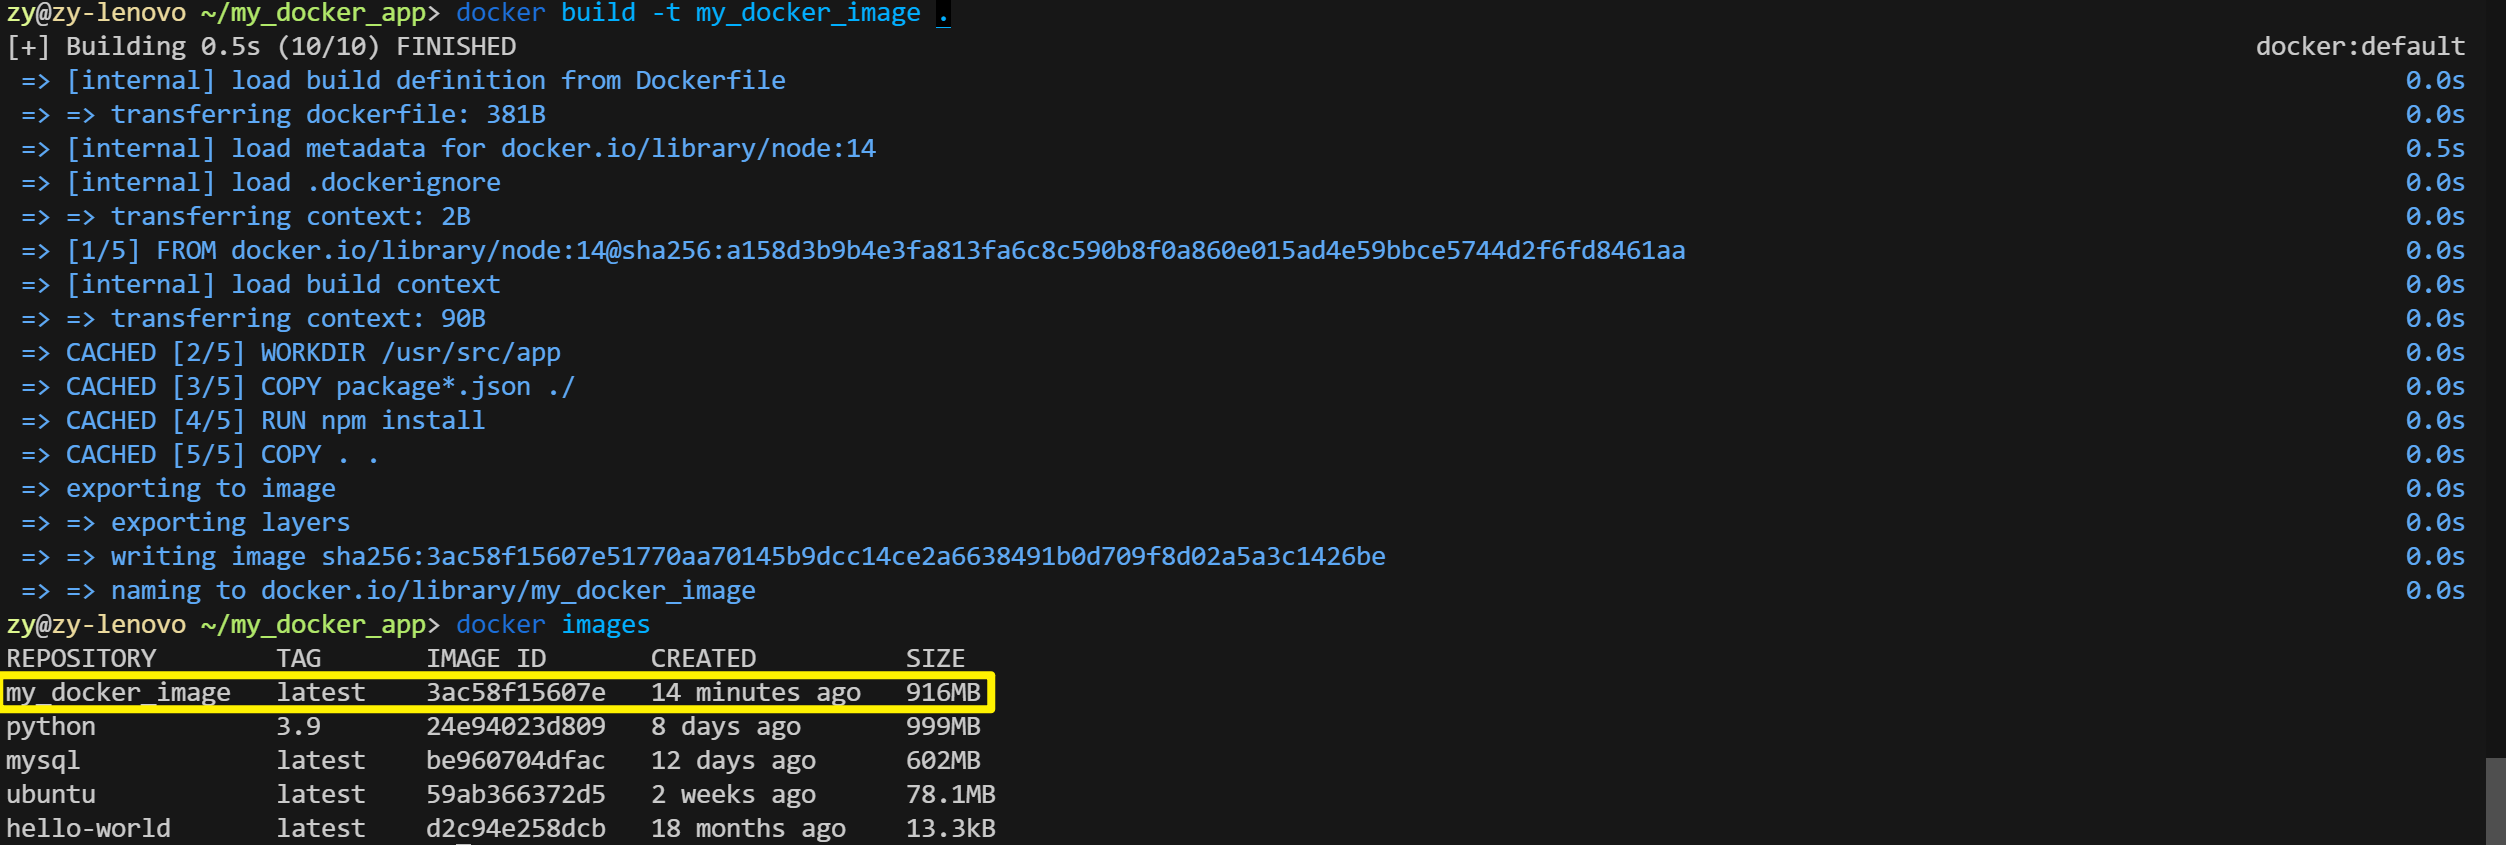 zy@zy-lenovo ~/my_docker_app> docker build -t my_docker_image .
[+] Building 0.5s (10/10) FINISHED docker:default
=> [internal] load build definition from Dockerfile 0.0s
=> => transferring dockerfile: 381B 0.0s
=> [internal] load metadata for docker.io/library/node:14 0.5s
=> [internal] load .dockerignore 0.0s
=> => transferring context: 2B 0.0s
=> [1/5] FROM docker.io/library/node:14@sha256:a158d3b9b4e3fa813fa6c8c590b8f0a860e015ad4e59bbce5744d2f6fd8461aa 0.0s
=> [internal] load build context 0.0s
=> => transferring context: 90B 0.0s
=> CACHED [2/5] WORKDIR /usr/src/app 0.0s
=> CACHED [3/5] COPY package*.json ./ 0.0s
=> CACHED [4/5] RUN npm install 0.0s
=> CACHED [5/5] COPY . . 0.0s
=> exporting to image 0.0s
=> => exporting layers 0.0s
=> => writing image sha256:3ac58f15607e51770aa70145b9dcc14ce2a6638491b0d709f8d02a5a3c1426be 0.0s
=> => naming to docker.io/library/my_docker_image 0.0s
zy@zy-lenovo ~/my_docker_app> docker images
REPOSITORY TAG IMAGE ID CREATED SIZE
my_docker_image latest 3ac58f15607e 14 minutes ago 916MB
python 3.9 24e94023d809 8 days ago 999MB
mysql latest be960704dfac 12 days ago 602MB
ubuntu latest 59ab366372d5 2 weeks ago 78.1MB
hello-world latest d2c94e258dcb 18 months ago 13.3kB